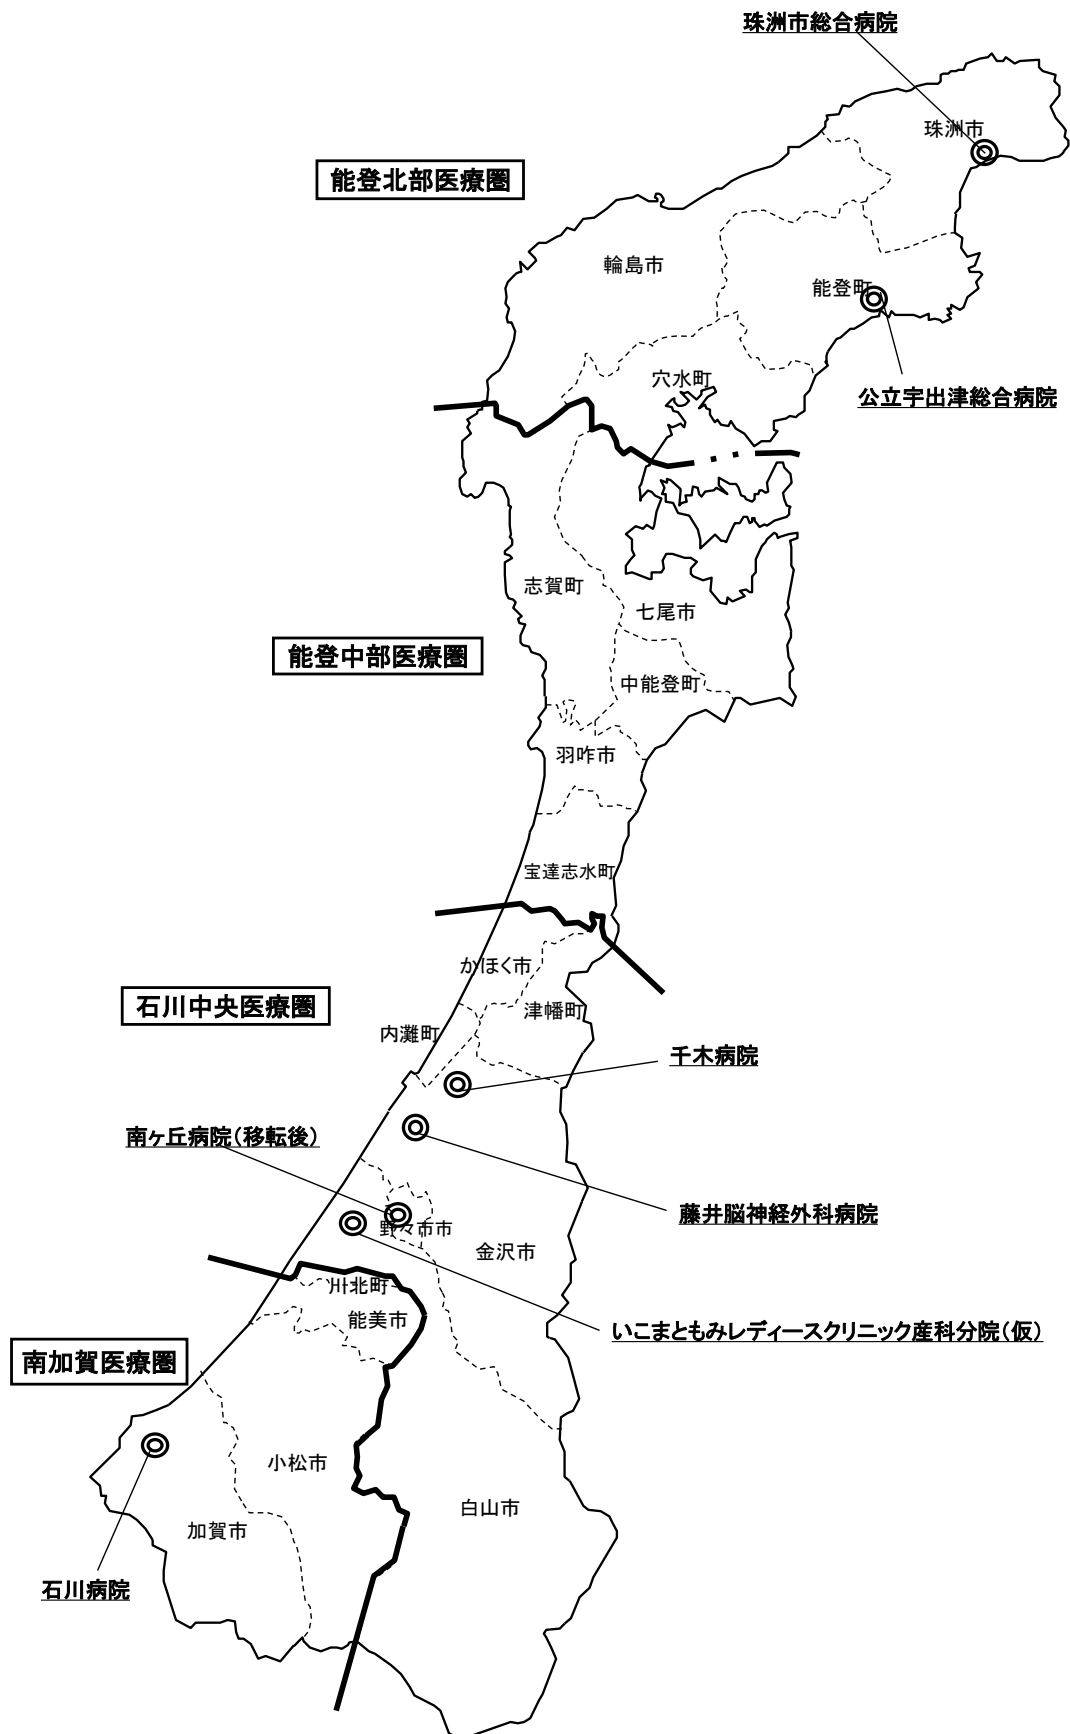 珠洲市総合病院
珠洲市
能登北部医療圏
輪島市
能登町
穴水町
公立宇出津総合病院
志賀町
七尾市
能登中部医療圏
中能登町
羽咋市
宝達志水町
かほく市
石川中央医療圏
津幡町
内灘町
千木病院
南ヶ丘病院(移転後)
藤井脳神経外科病院
野々市市
金沢市
川北町
能美市
いこまともみレディースクリニック産科分院(仮)
南加賀医療圏
小松市
白山市
加賀市
石川病院